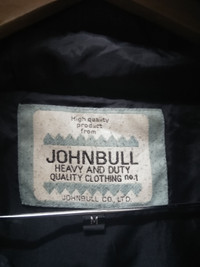 High quality
product
from
JOHNBULL
HEAVY AND DUTY
QUALITY CLOTHING no.1
JOHNBULL CO. LTD.
M